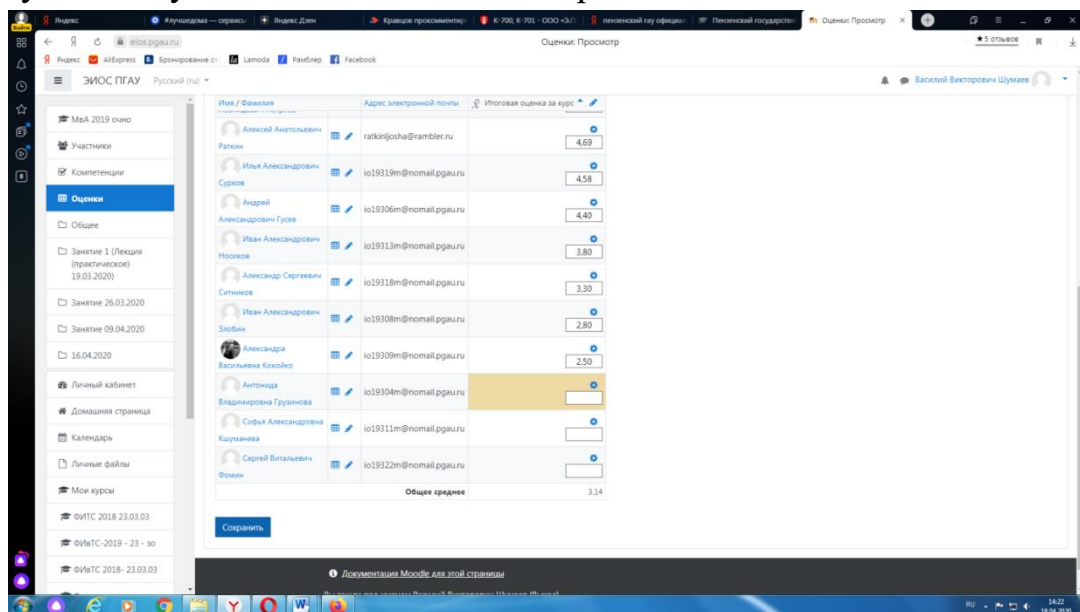 Яндекс
#лучшедома — сервисы
Яндекс Дзен
Кравцов прокомментир
К-700, К-701 - ООО «З/П
пензенский гау официал
Пензенский государстве
Оценки: Просмотр
Войти
eios.pgau.ru
Оценки: Просмотр
★ 5 отзывов
Яндекс
AliExpress
Бронирование от
Lamoda
Рамблер
Facebook
ЭИОС ПГАУ
Русский (ru)
Василий Викторович Шумаев
МвА 2019 очно
Участники
Компетенции
Оценки
Общее
Занятие 1 (Лекция
(практическое)
19.03.2020)
Занятие 26.03.2020
Занятие 09.04.2020
16.04.2020
Личный кабинет
Домашняя страница
Календарь
Личные файлы
Мои курсы
ФИТС 2018 23.03.03
ФИвТС-2019 - 23 - зо
ФИвТС 2018- 23.03.03
Имя / Фамилия
Адрес электронной почты
Итоговая оценка за курс
Алексей Анатольевич
Раткин
ratkinljosha@rambler.ru
4,69
Илья Александрович
Сурков
io19319m@nomail.pgau.ru
4,58
Андрей
Александрович Гусев
io19306m@nomail.pgau.ru
4,40
Иван Александрович
Носиков
io19313m@nomail.pgau.ru
3,80
Александр Сергеевич
Ситников
io19318m@nomail.pgau.ru
3,30
Иван Александрович
Злобин
io19308m@nomail.pgau.ru
2,80
Александра
Васильевна Кокойко
io19309m@nomail.pgau.ru
2,50
Антонида
Владимировна Грузинова
io19304m@nomail.pgau.ru
Софья Александровна
Кшуманева
io19311m@nomail.pgau.ru
Сергей Витальевич
Фомин
io19322m@nomail.pgau.ru
Общее среднее
3,14
Сохранить
Документация Moodle для этой страницы
RU
14:22
18.04.2020